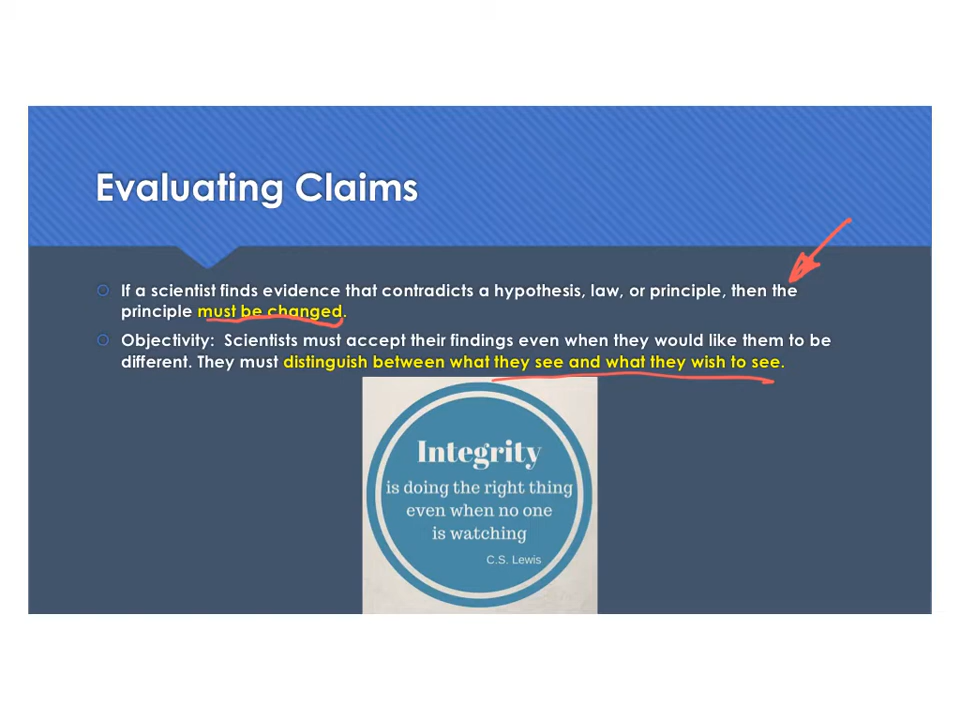 Evaluating Claims
If a scientist finds evidence that contradicts a hypothesis, law, or principle, then the
principle must be changed.
Objectivity:  Scientists must accept their findings even when they would like them to be
different. They must distinguish between what they see and what they wish to see.
Integrity
is doing the right thing
even when no one
is watching
C.S. Lewis